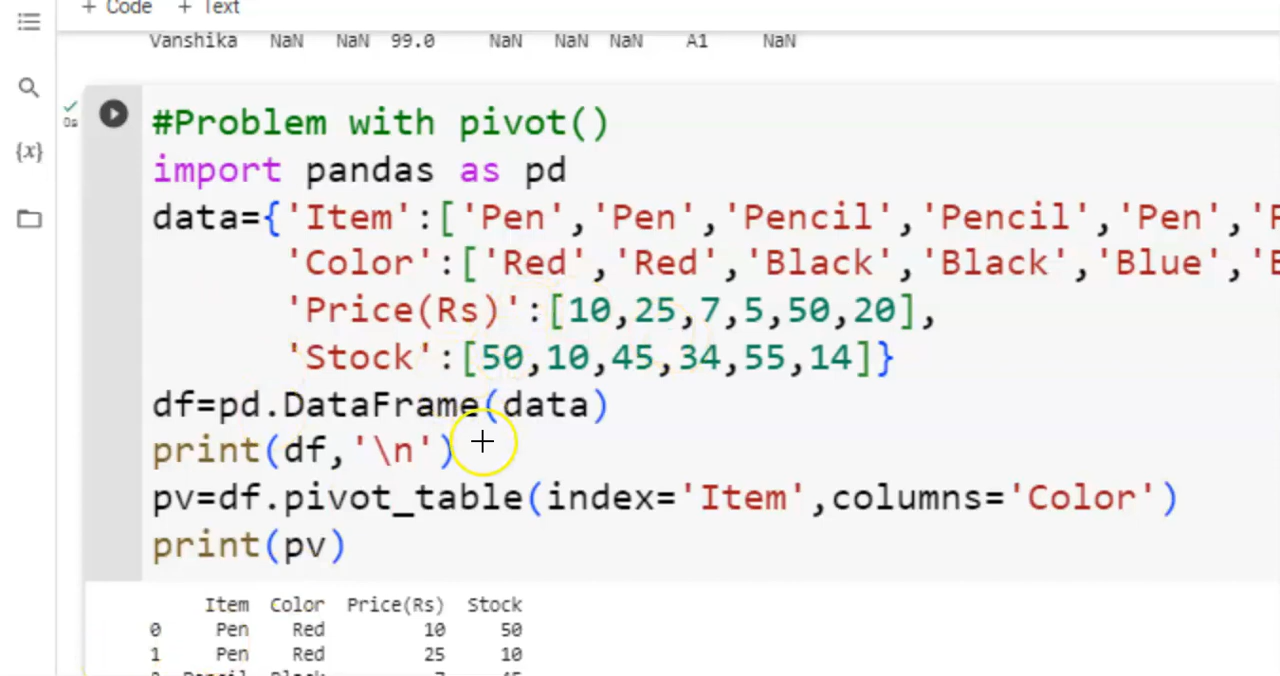 + Code + Text
Vanshika NaN NaN 99.0 NaN NaN NaN A1 NaN
{x}
0s
#Problem with pivot()
import pandas as pd
data={'Item':['Pen','Pen','Pencil','Pencil','Pen','
'Color':['Red','Red','Black','Black','Blue','
'Price(Rs)':[10,25,7,5,50,20],
'Stock':[50,10,45,34,55,14]}
df=pd.DataFrame(data)
print(df,'\n')
pv=df.pivot_table(index='Item',columns='Color')
print(pv)
Item Color Price(Rs) Stock
0 Pen Red 10 50
1 Pen Red 25 10